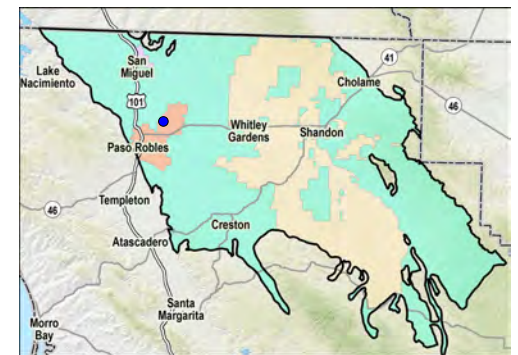 41
San
Miguel
Lake
Nacimiento
Cholame
101
46
Whitley
Gardens
Shandon
Paso Robles
Templeton
46
Creston
Atascadero
Santa
Margarita
Morro
Bay